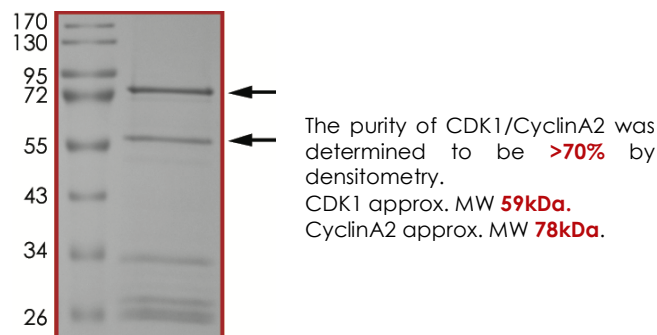 170
130
95
72
55
43
34
26
The purity of CDK1/CyclinA2 was
determined to be >70% by
densitometry.
CDK1 approx. MW 59kDa.
CyclinA2 approx. MW 78kDa.